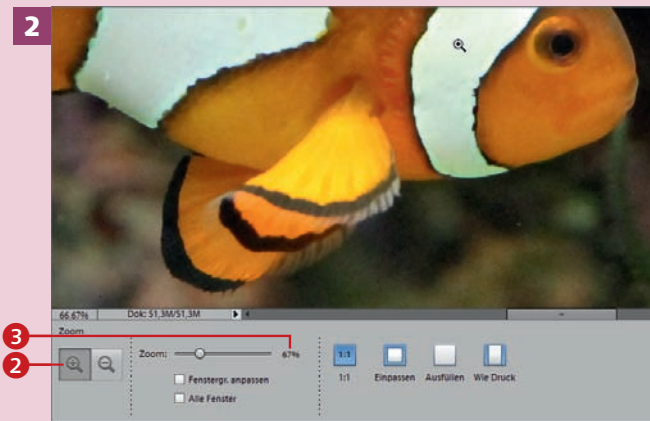 2
66.67% Dok: 51,3M/51,3M
Zoom
3
2
Zoom: 67%
Fenstergr. anpassen
Alle Fenster
1:1
1:1 Einpassen Ausfüllen Wie Druck